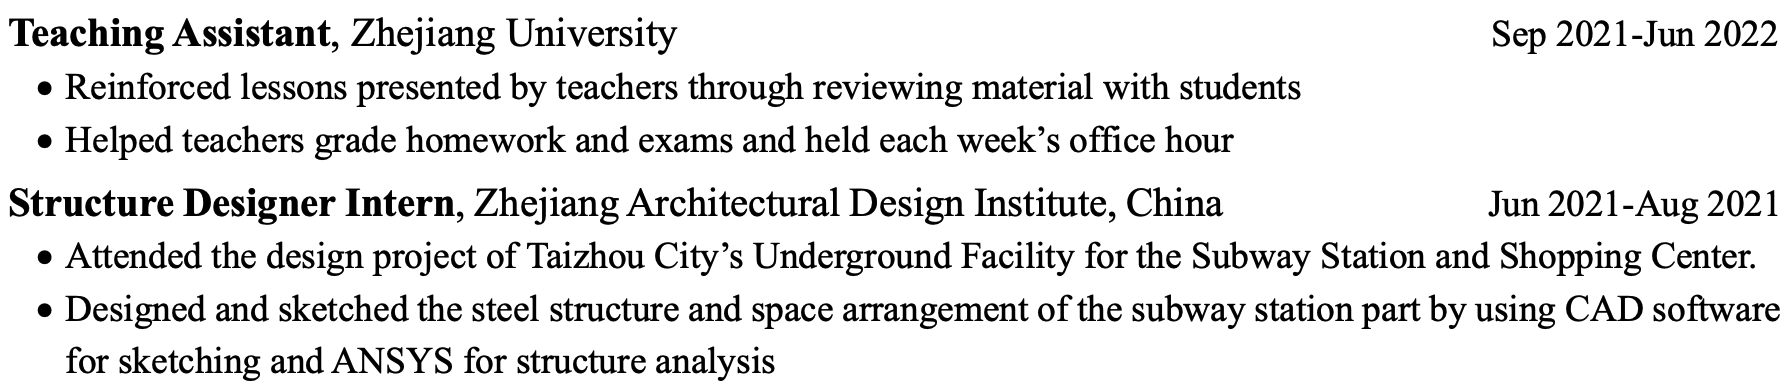 Teaching Assistant, Zhejiang University Sep 2021-Jun 2022
• Reinforced lessons presented by teachers through reviewing material with students
• Helped teachers grade homework and exams and held each week’s office hour
Structure Designer Intern, Zhejiang Architectural Design Institute, China Jun 2021-Aug 2021
• Attended the design project of Taizhou City’s Underground Facility for the Subway Station and Shopping Center.
• Designed and sketched the steel structure and space arrangement of the subway station part by using CAD software
for sketching and ANSYS for structure analysis